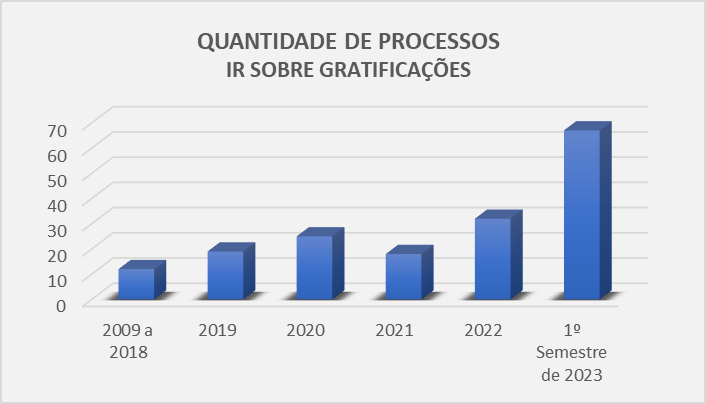 QUANTIDADE DE PROCESSOS
IR SOBRE GRATIFICAÇÕES
70
60
50
40
30
20
10
0
2009 a
2018
2019
2020
2021
2022
1º
Semestre
de 2023